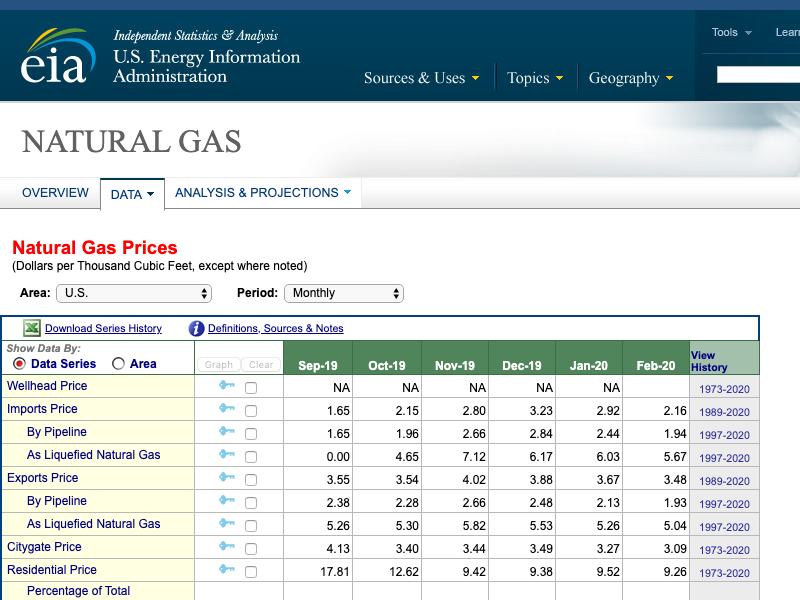 Independent Statistics & Analysis
eia U.S. Energy Information
Administration
Tools
Learn
Sources & Uses Topics Geography
NATURAL GAS
OVERVIEW DATA ANALYSIS & PROJECTIONS
Natural Gas Prices
(Dollars per Thousand Cubic Feet, except where noted)
Area: U.S. Period: Monthly
Download Series History Definitions, Sources & Notes
Show Data By:
Data Series Area Graph Clear Sep-19 Oct-19 Nov-19 Dec-19 Jan-20 Feb-20 View History
Wellhead Price NA NA NA NA NA 1973-2020
Imports Price 1.65 2.15 2.80 3.23 2.92 2.16 1989-2020
By Pipeline 1.65 1.96 2.66 2.84 2.44 1.94 1997-2020
As Liquefied Natural Gas 0.00 4.65 7.12 6.17 6.03 5.67 1997-2020
Exports Price 3.55 3.54 4.02 3.88 3.67 3.48 1989-2020
By Pipeline 2.38 2.28 2.66 2.48 2.13 1.93 1997-2020
As Liquefied Natural Gas 5.26 5.30 5.82 5.53 5.26 5.04 1997-2020
Citygate Price 4.13 3.40 3.44 3.49 3.27 3.09 1973-2020
Residential Price 17.81 12.62 9.42 9.38 9.52 9.26 1973-2020
Percentage of Total